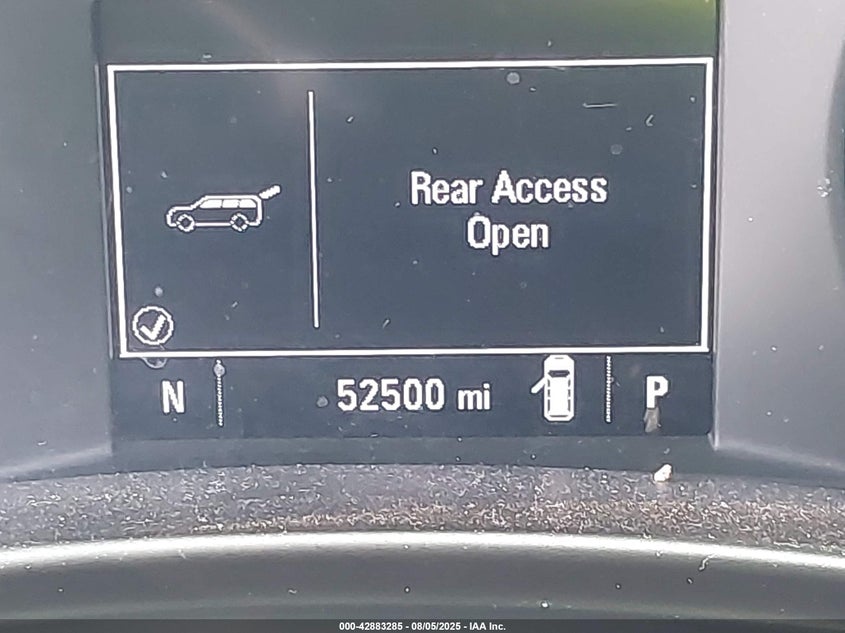 Rear Access
Open
N
52500 mi
P
000-42883285 - 08/05/2025 - IAA Inc.